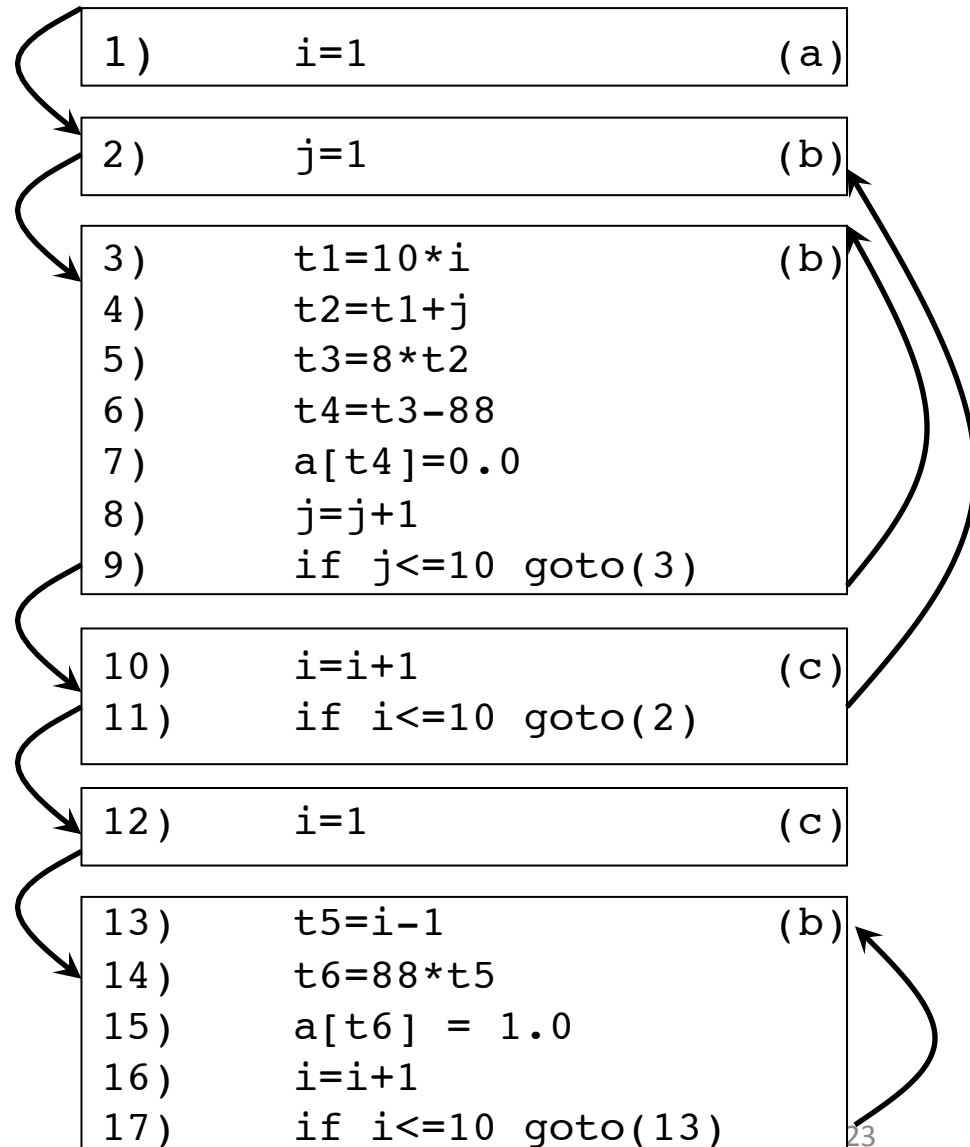 1) i=1 (a)
2) j=1 (b)
3) t1=10*i (b)
4) t2=t1+j
5) t3=8*t2
6) t4=t3-88
7) a[t4]=0.0
8) j=j+1
9) if j<=10 goto(3)
10) i=i+1 (c)
11) if i<=10 goto(2)
12) i=1 (c)
13) t5=i-1 (b)
14) t6=88*t5
15) a[t6] = 1.0
16) i=i+1
17) if i<=10 goto(13)
23